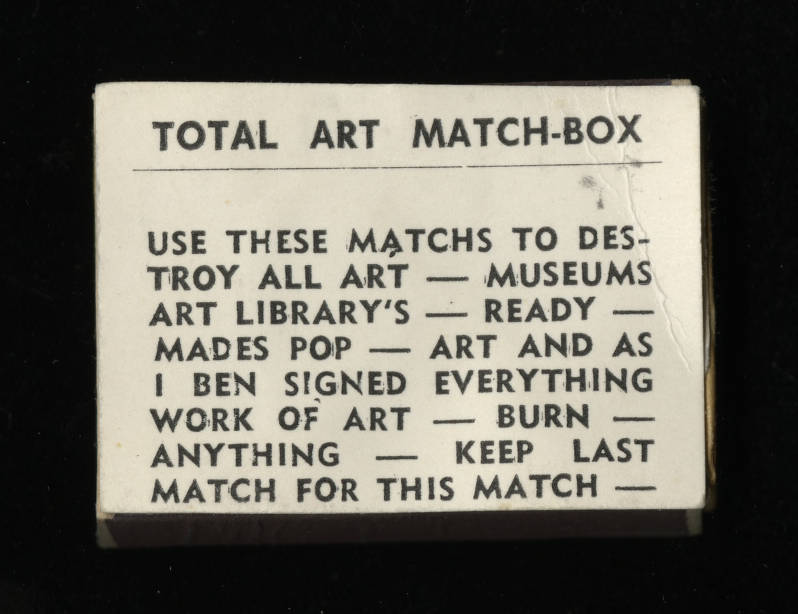 TOTAL ART MATCH-BOX
USE THESE MATCHS TO DES-
TROY ALL ART — MUSEUMS
ART LIBRARY'S — READY —
MADES POP — ART AND AS
I BEN SIGNED EVERYTHING
WORK OF ART — BURN —
ANYTHING — KEEP LAST
MATCH FOR THIS MATCH —